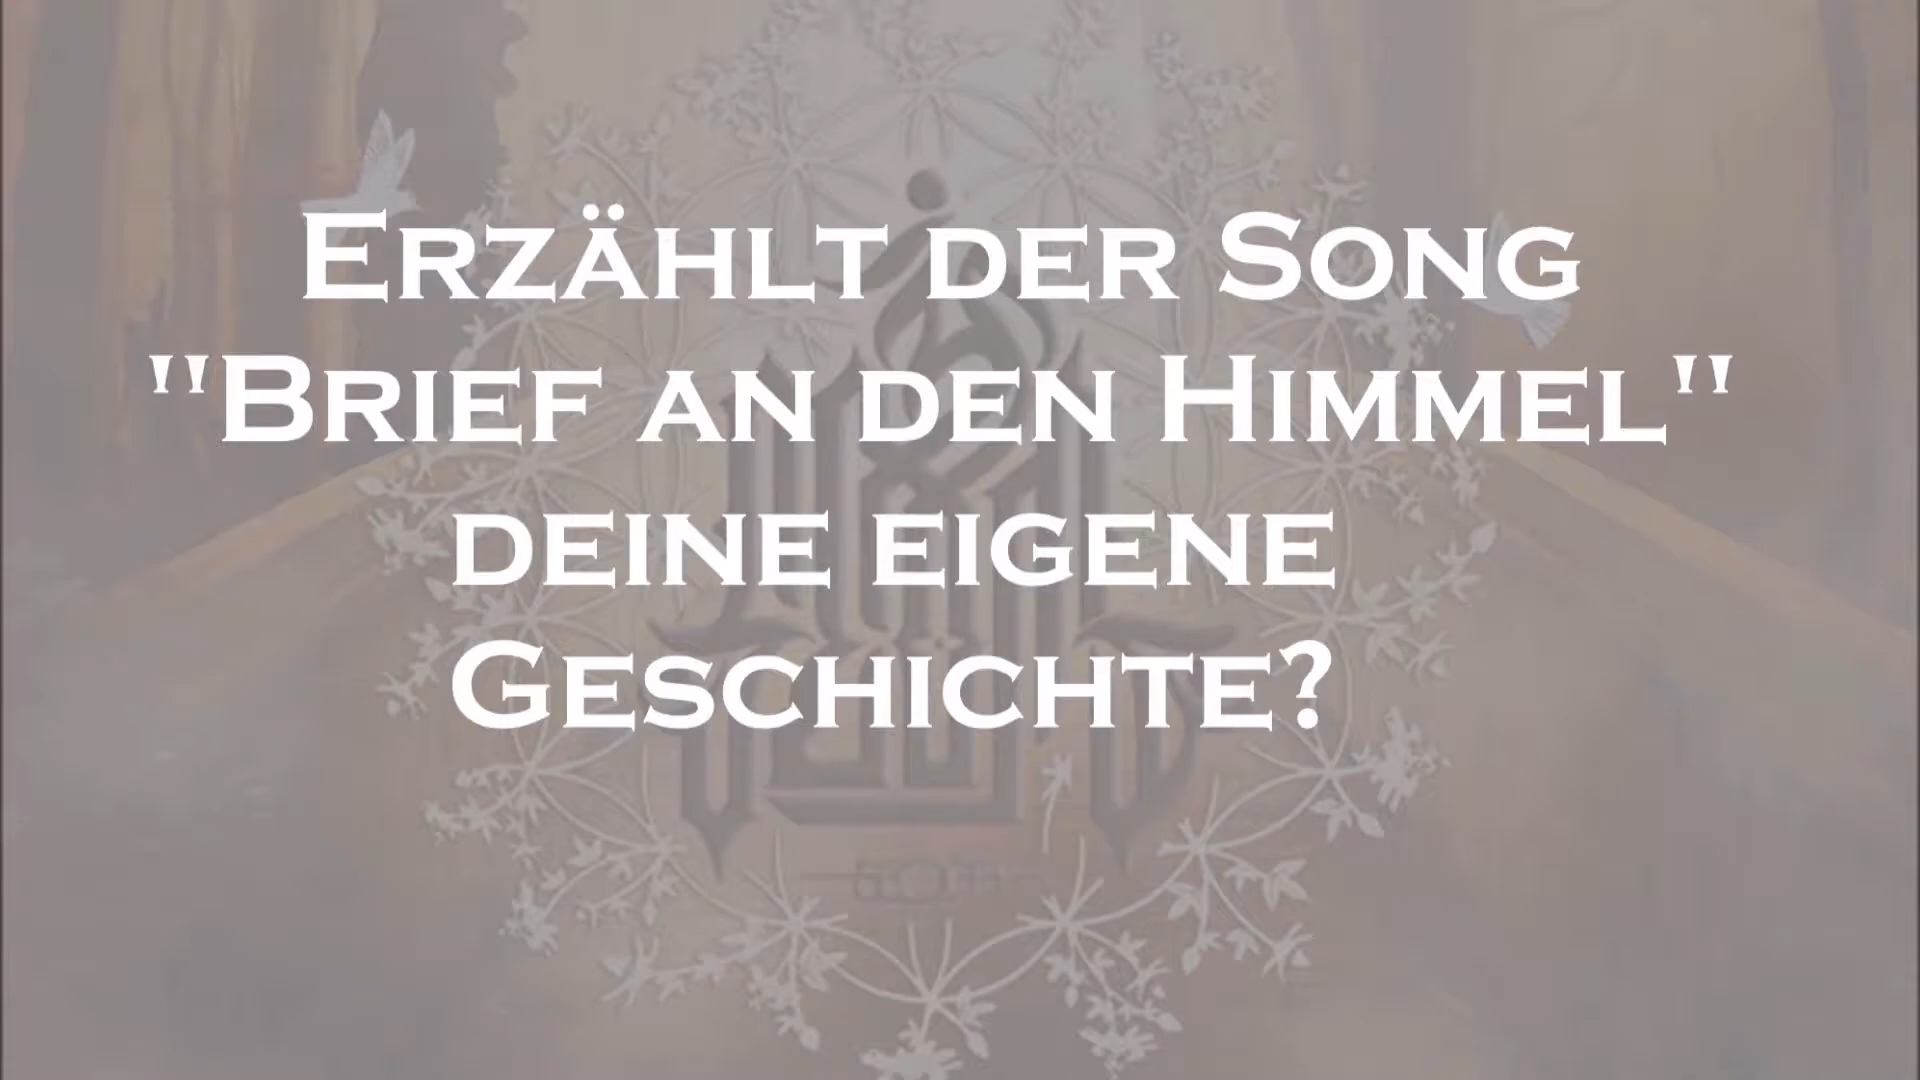 Erzählt der Song
"Brief an den Himmel"
deine eigene
Geschichte?